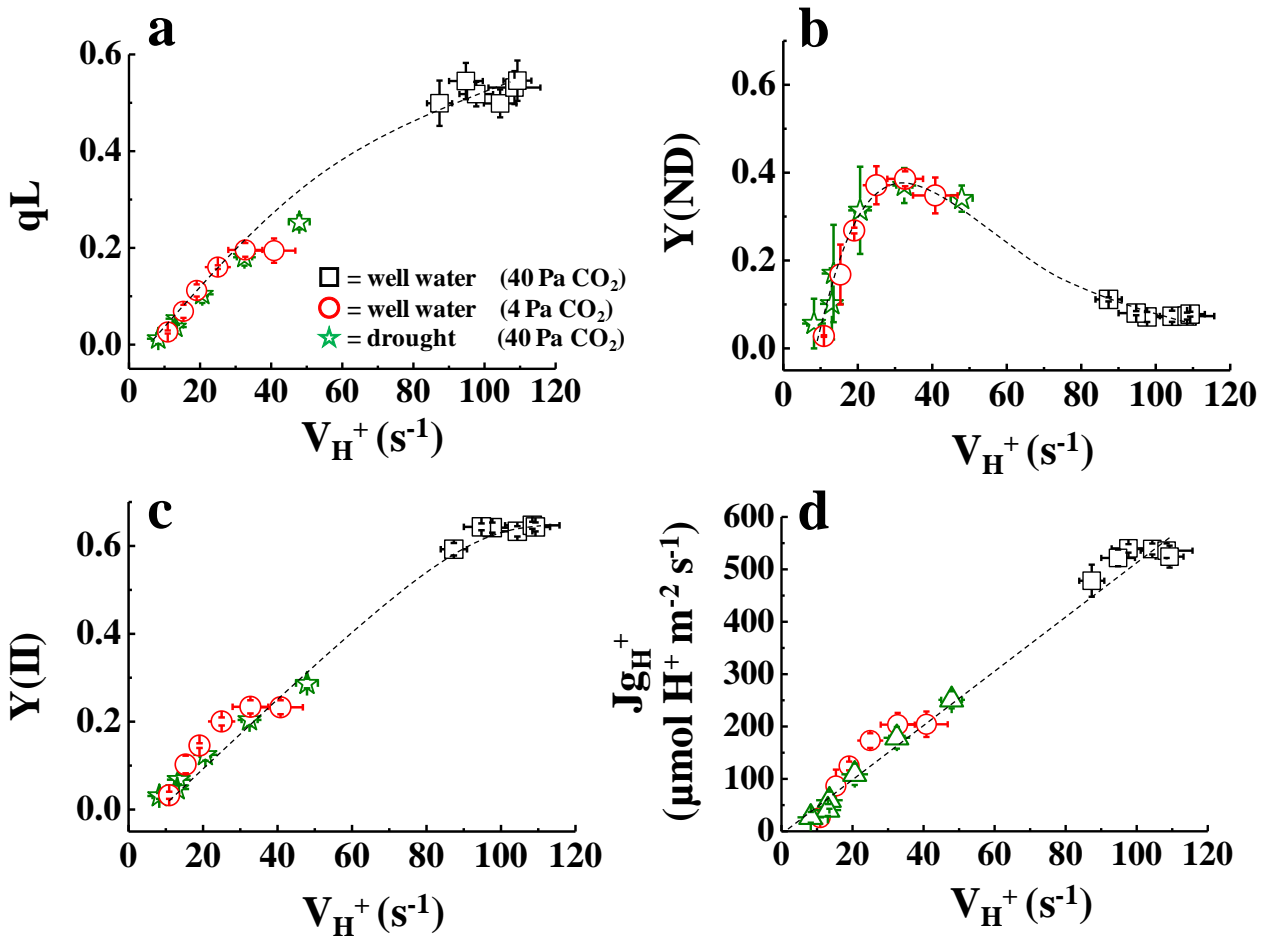 a
0.6
0.4
0.2
0.0
qL
0 20 40 60 80 100 120
V_H⁺ (s⁻¹)
= well water (40 Pa CO₂)
= well water (4 Pa CO₂)
= drought (40 Pa CO₂)
b
0.6
0.4
0.2
0.0
Y(ND)
0 20 40 60 80 100 120
V_H⁺ (s⁻¹)
c
0.6
0.4
0.2
0.0
Y(II)
0 20 40 60 80 100 120
V_H⁺ (s⁻¹)
d
600
500
400
300
200
100
0
Jg_H⁺
(μmol H⁺ m⁻² s⁻¹)
0 20 40 60 80 100 120
V_H⁺ (s⁻¹)